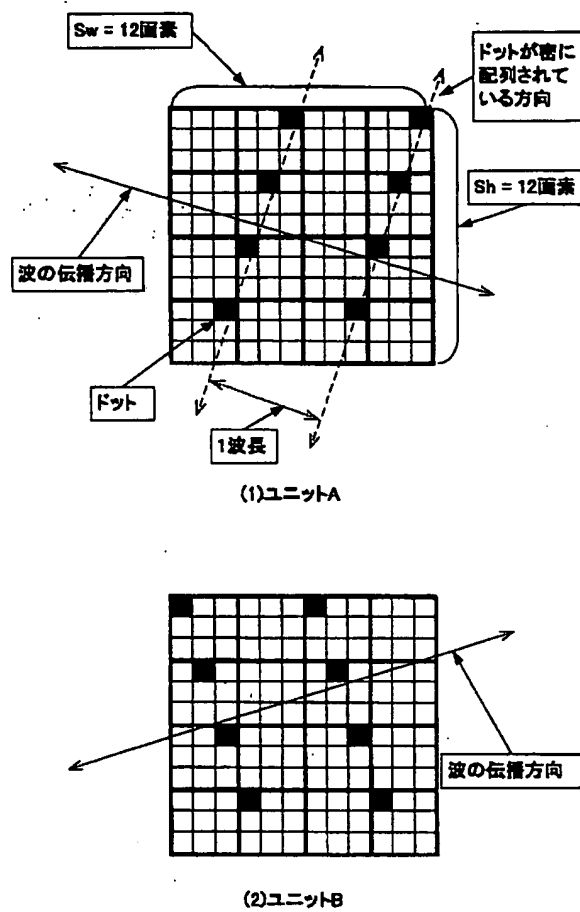 Sw = 12画素
ドットが密に
配列されて
いる方向
Sh = 12画素
波の伝播方向
ドット
1波長
(1)ユニットA
波の伝播方向
(2)ユニットB